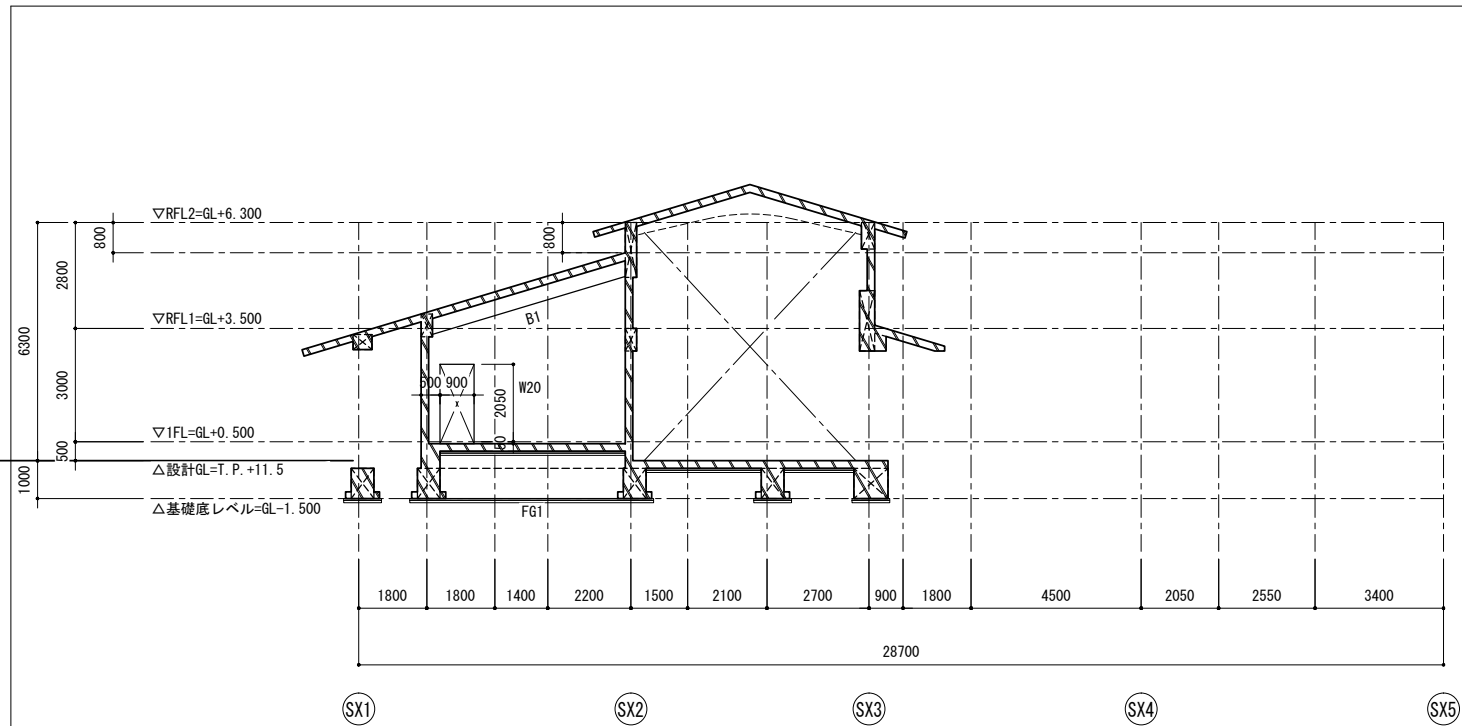 ▽RFL2=GL+6.300
800
800
2800
▽RFL1=GL+3.500
B1
6300
600 900
W20
2050
3000
▽1FL=GL+0.500
50
500
△設計GL=T.P.+11.5
1000
△基礎底レベル=GL-1.500
FG1
1800 1800 1400 2200 1500 2100 2700 900 1800 4500 2050 2550 3400
28700
SX1 SX2 SX3 SX4 SX5